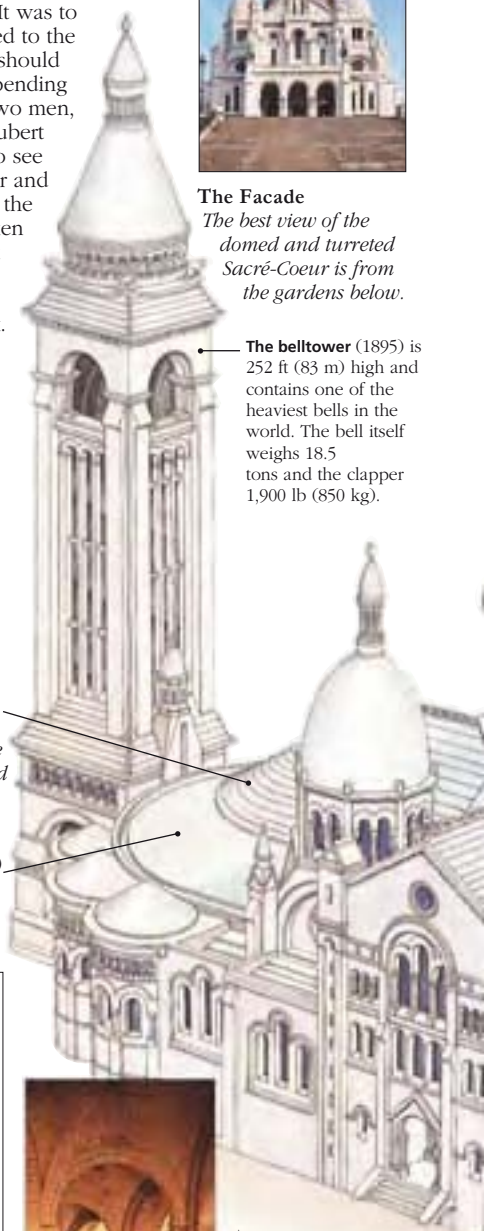 It was to
ed to the
should
pending
wo men,
ubert
o see
r and
the
en
.
The Facade
The best view of the
domed and turreted
Sacré-Coeur is from
the gardens below.
The belltower (1895) is
252 ft (83 m) high and
contains one of the
heaviest bells in the
world. The bell itself
weighs 18.5
tons and the clapper
1,900 lb (850 kg).
e
d
)